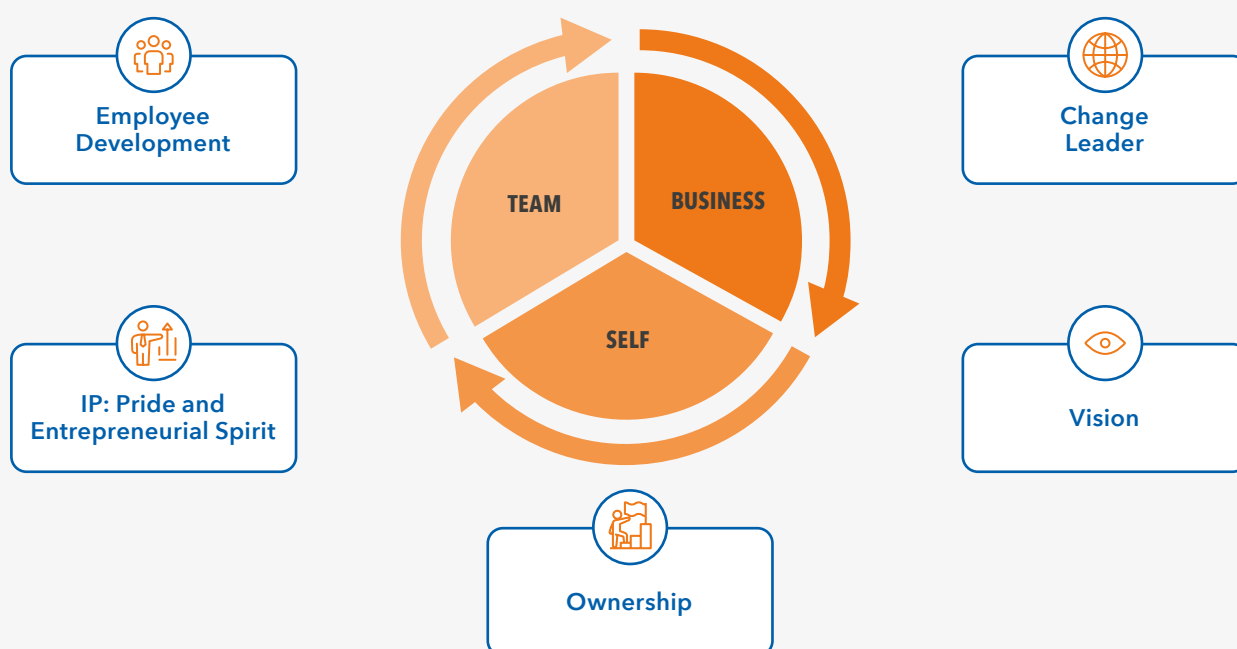 Employee
Development
Change
Leader
TEAM
BUSINESS
SELF
IP: Pride and
Entrepreneurial Spirit
Vision
Ownership